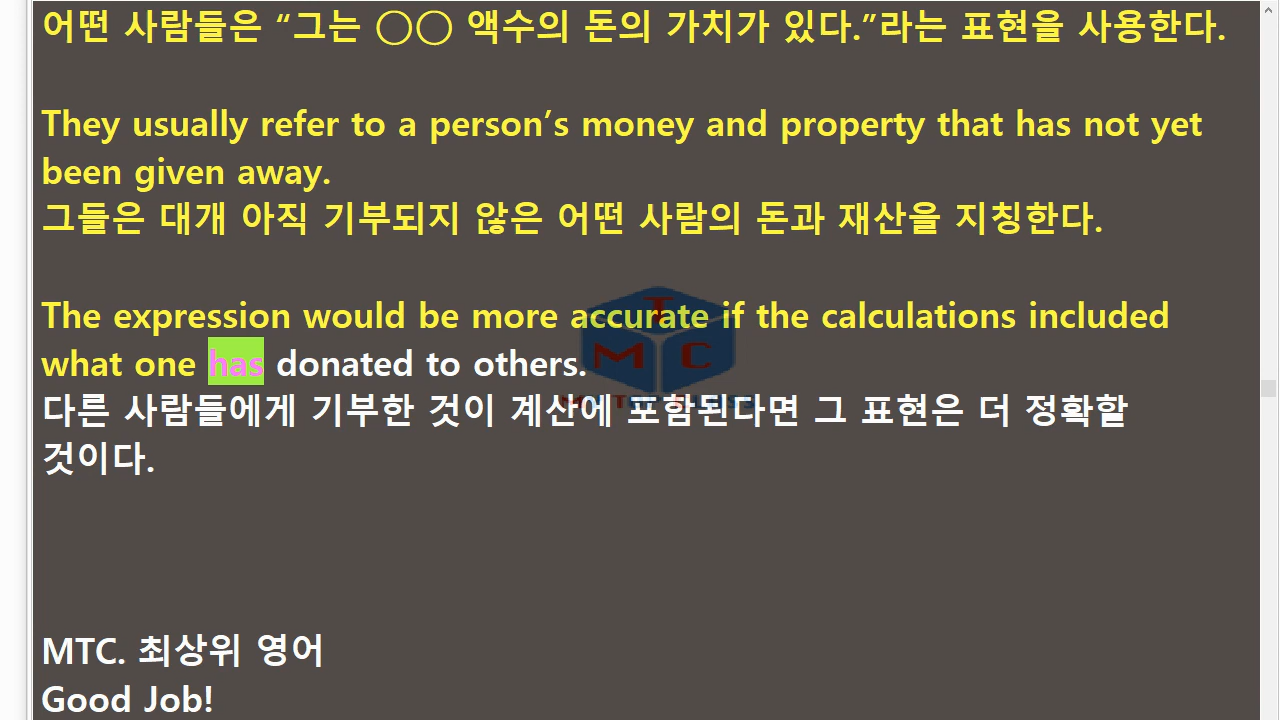 어떤 사람들은 “그는 ◯◯ 액수의 돈의 가치가 있다.”라는 표현을 사용한다.
They usually refer to a person’s money and property that has not yet
been given away.
그들은 대개 아직 기부되지 않은 어떤 사람의 돈과 재산을 지칭한다.
The expression would be more accurate if the calculations included
what one has donated to others.
다른 사람들에게 기부한 것이 계산에 포함된다면 그 표현은 더 정확할
것이다.
MTC. 최상위 영어
Good Job!
T
M C